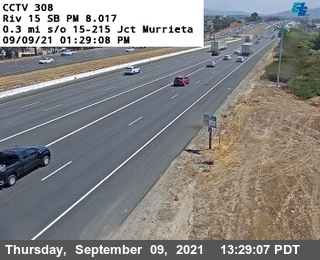 CCTV 308
Riv 15 SB PM 8.017
0.3 mi s/o 15-215 Jct Murrieta
09/09/21 01:29:08 PM
Thursday, September 09, 2021 13:29:07 PDT